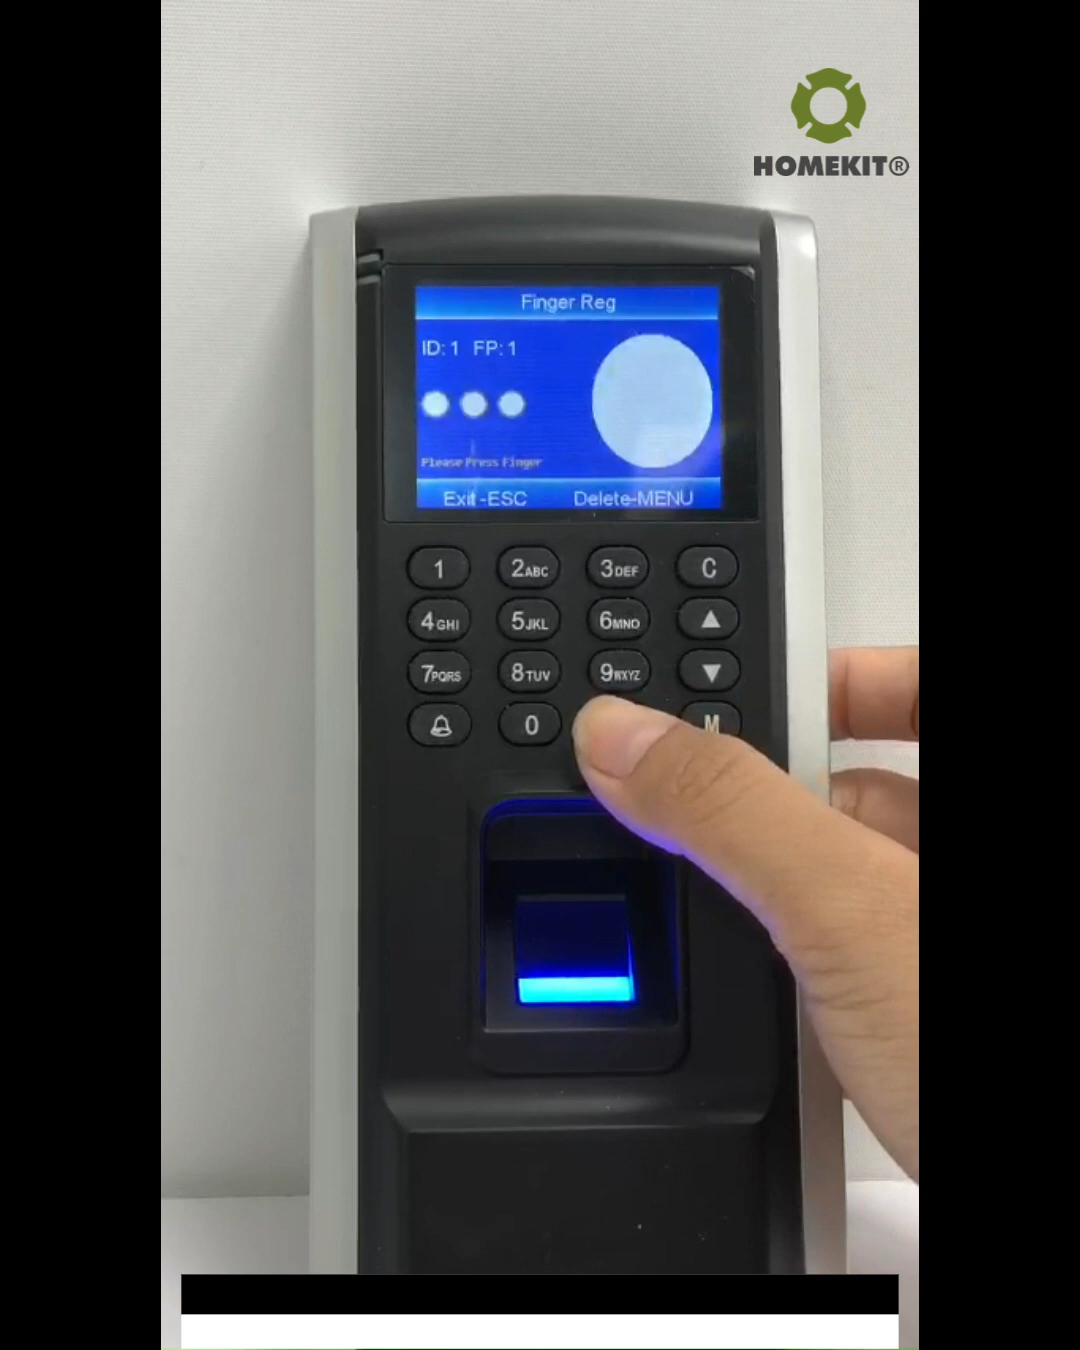 HOMEKIT®
Finger Reg
ID: 1 FP: 1
Please Press Finger
Exit -ESC Delete-MENU
1 2ABC 3DEF C
4GHI 5JKL 6MNO ▲
7PQRS 8TUV 9WXYZ ▼
0 M